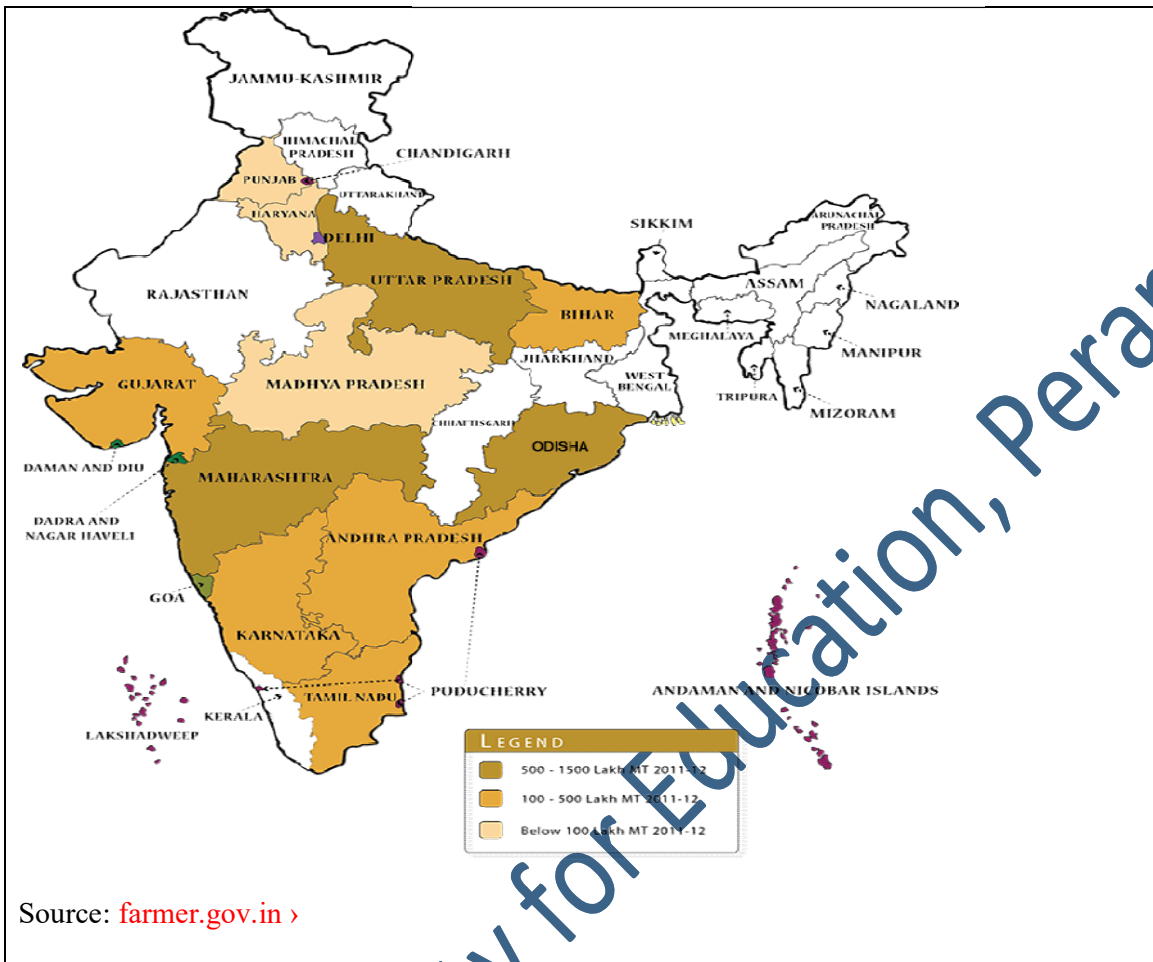 JAMMU-KASHMIR
HIMACHAL
PRADESH
CHANDIGARH
PUNJAB
UTTARAKHAND
HARYANA
DELHI
SIKKIM
ARUNACHAL
PRADESH
UTTAR PRADESH
RAJASTHAN
ASSAM
NAGALAND
BIHAR
MEGHALAYA
MANIPUR
JHARKHAND
GUJARAT
MADHYA PRADESH
WEST
BENGAL
TRIPURA
MIZORAM
CHHATTISGARH
ODISHA
DAMAN AND DIU
MAHARASHTRA
DADRA AND
NAGAR HAVELI
ANDHRA PRADESH
GOA
KARNATAKA
PUDUCHERRY
ANDAMAN AND NICOBAR ISLANDS
TAMIL NADU
KERALA
LAKSHADWEEP
LEGEND
500 - 1500 Lakh MT 2011-12
100 - 500 Lakh MT 2011-12
Below 100 Lakh MT 2011-12
Source: farmer.gov.in ›
for Education,